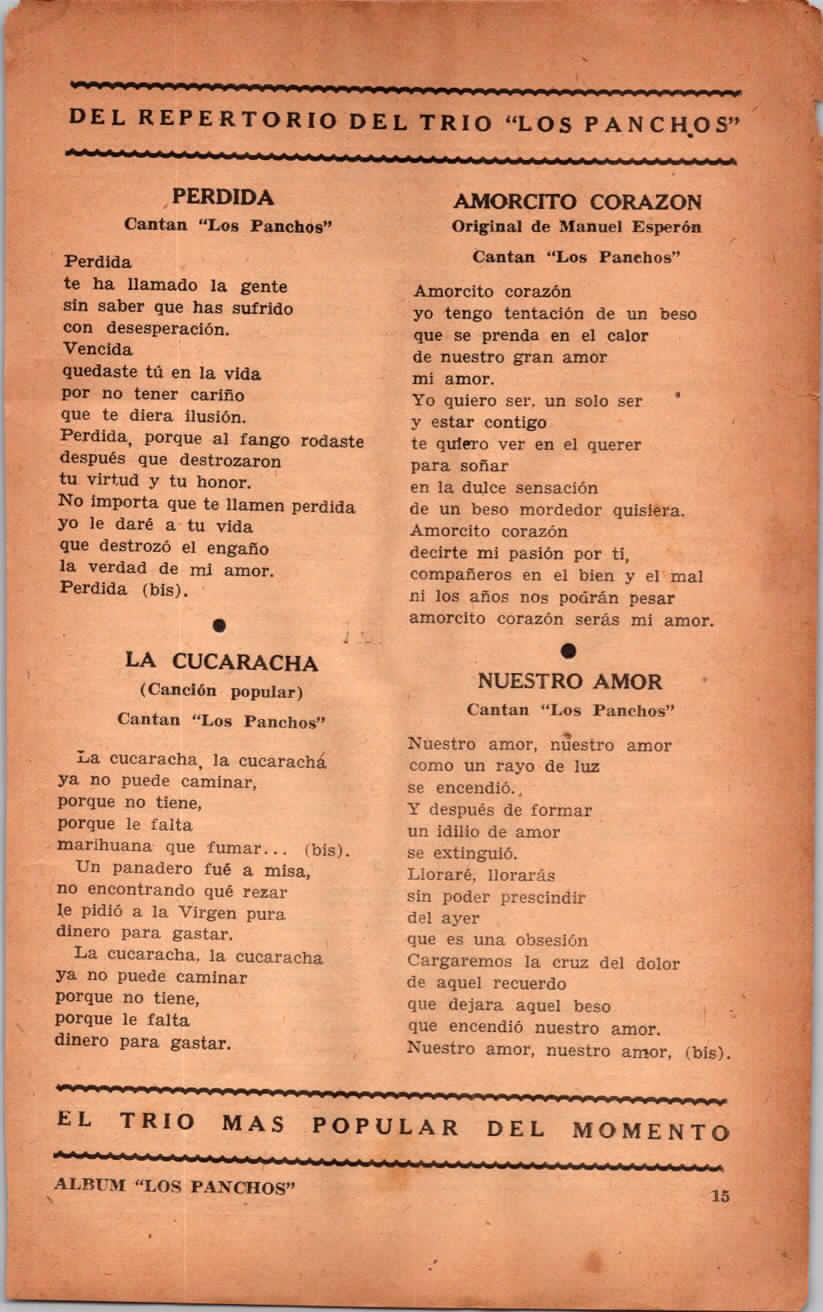 DEL REPERTORIO DEL TRIO "LOS PANCHOS"
PERDIDA
Cantan "Los Panchos"
Perdida
te ha llamado la gente
sin saber que has sufrido
con desesperación.
Vencida
quedaste tú en la vida
por no tener cariño
que te diera ilusión.
Perdida, porque al fango rodaste
después que destrozaron
tu virtud y tu honor.
No importa que te llamen perdida
yo le daré a tu vida
que destrozó el engaño
la verdad de mi amor.
Perdida (bis).
LA CUCARACHA
(Canción popular)
Cantan "Los Panchos"
La cucaracha, la cucarachá
ya no puede caminar,
porque no tiene,
porque le falta
marihuana que fumar... (bis).
Un panadero fué a misa,
no encontrando qué rezar
le pidió a la Virgen pura
dinero para gastar.
La cucaracha, la cucaracha
ya no puede caminar
porque no tiene,
porque le falta
dinero para gastar.
AMORCITO CORAZON
Original de Manuel Esperón
Cantan "Los Panchos"
Amorcito corazón
yo tengo tentación de un beso
que se prenda en el calor
de nuestro gran amor
mi amor.
Yo quiero ser, un solo ser
y estar contigo
te quiero ver en el querer
para soñar
en la dulce sensación
de un beso mordedor quisiera.
Amorcito corazón
decirte mi pasión por ti,
compañeros en el bien y el mal
ni los años nos podrán pesar
amorcito corazón serás mi amor.
NUESTRO AMOR
Cantan "Los Panchos"
Nuestro amor, nuestro amor
como un rayo de luz
se encendió.
Y después de formar
un idilio de amor
se extinguió.
Lloraré, llorarás
sin poder prescindir
del ayer
que es una obsesión
Cargaremos la cruz del dolor
de aquel recuerdo
que dejara aquel beso
que encendió nuestro amor.
Nuestro amor, nuestro amor, (bis).
EL TRIO MAS POPULAR DEL MOMENTO
ALBUM "LOS PANCHOS"
15